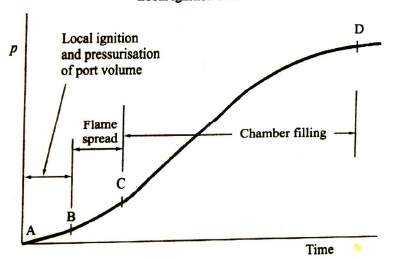 p
Local ignition
and pressurisation
of port volume
Flame
spread
Chamber filling
A
B
C
D
Time